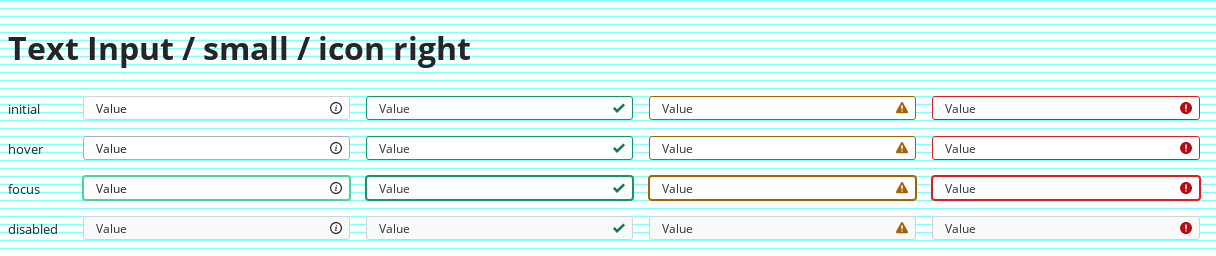 Text Input / small / icon right
initial Value Value Value Value
hover Value Value Value Value
focus Value Value Value Value
disabled Value Value Value Value